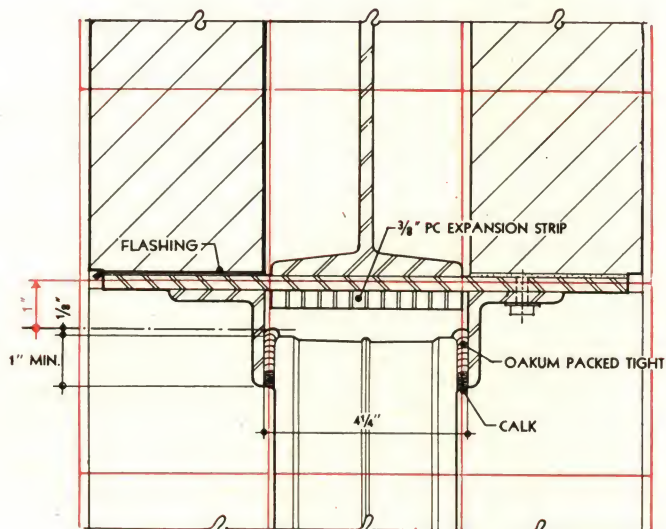 3/8" PC EXPANSION STRIP
FLASHING
1"
1/8"
1" MIN.
OAKUM PACKED TIGHT
4 1/4"
CALK